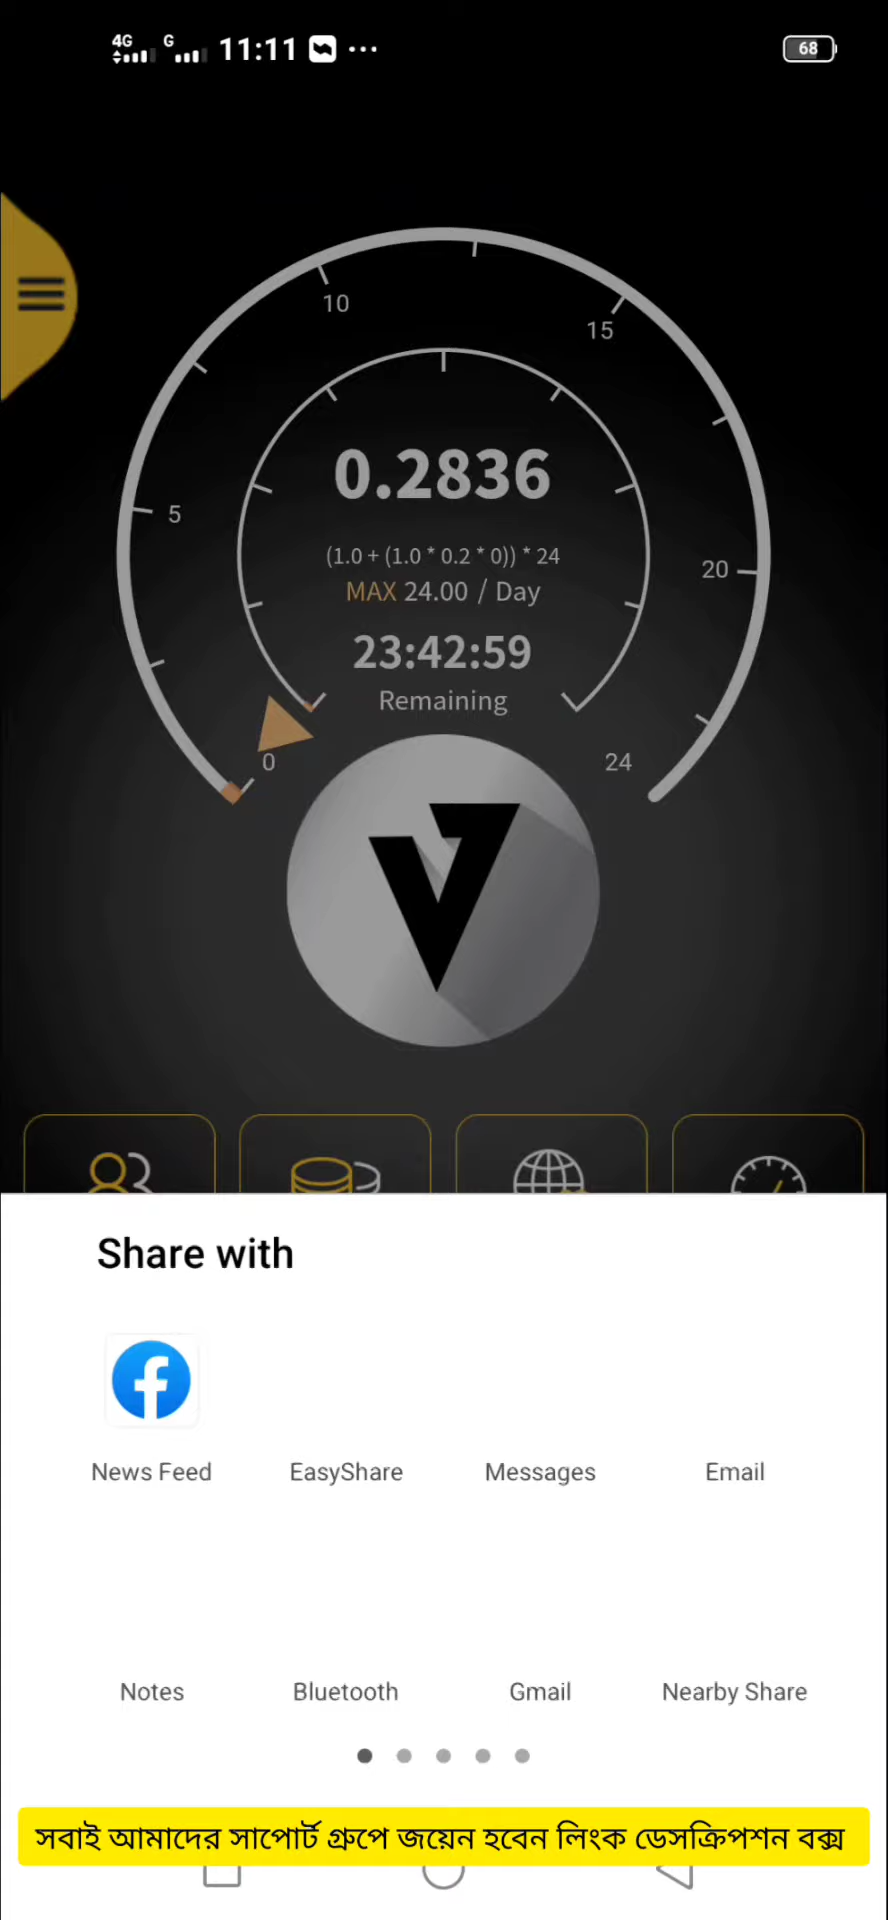 4G G 11:11 ... 68
10
15
0.2836
5
(1.0 + (1.0 * 0.2 * 0)) * 24
20
MAX 24.00 / Day
23:42:59
Remaining
0
24
Share with
News Feed EasyShare Messages Email
Notes Bluetooth Gmail Nearby Share
সবাই আমাদের সাপোর্ট গ্রুপে জয়েন হবেন লিংক ডেসক্রিপশন বক্স